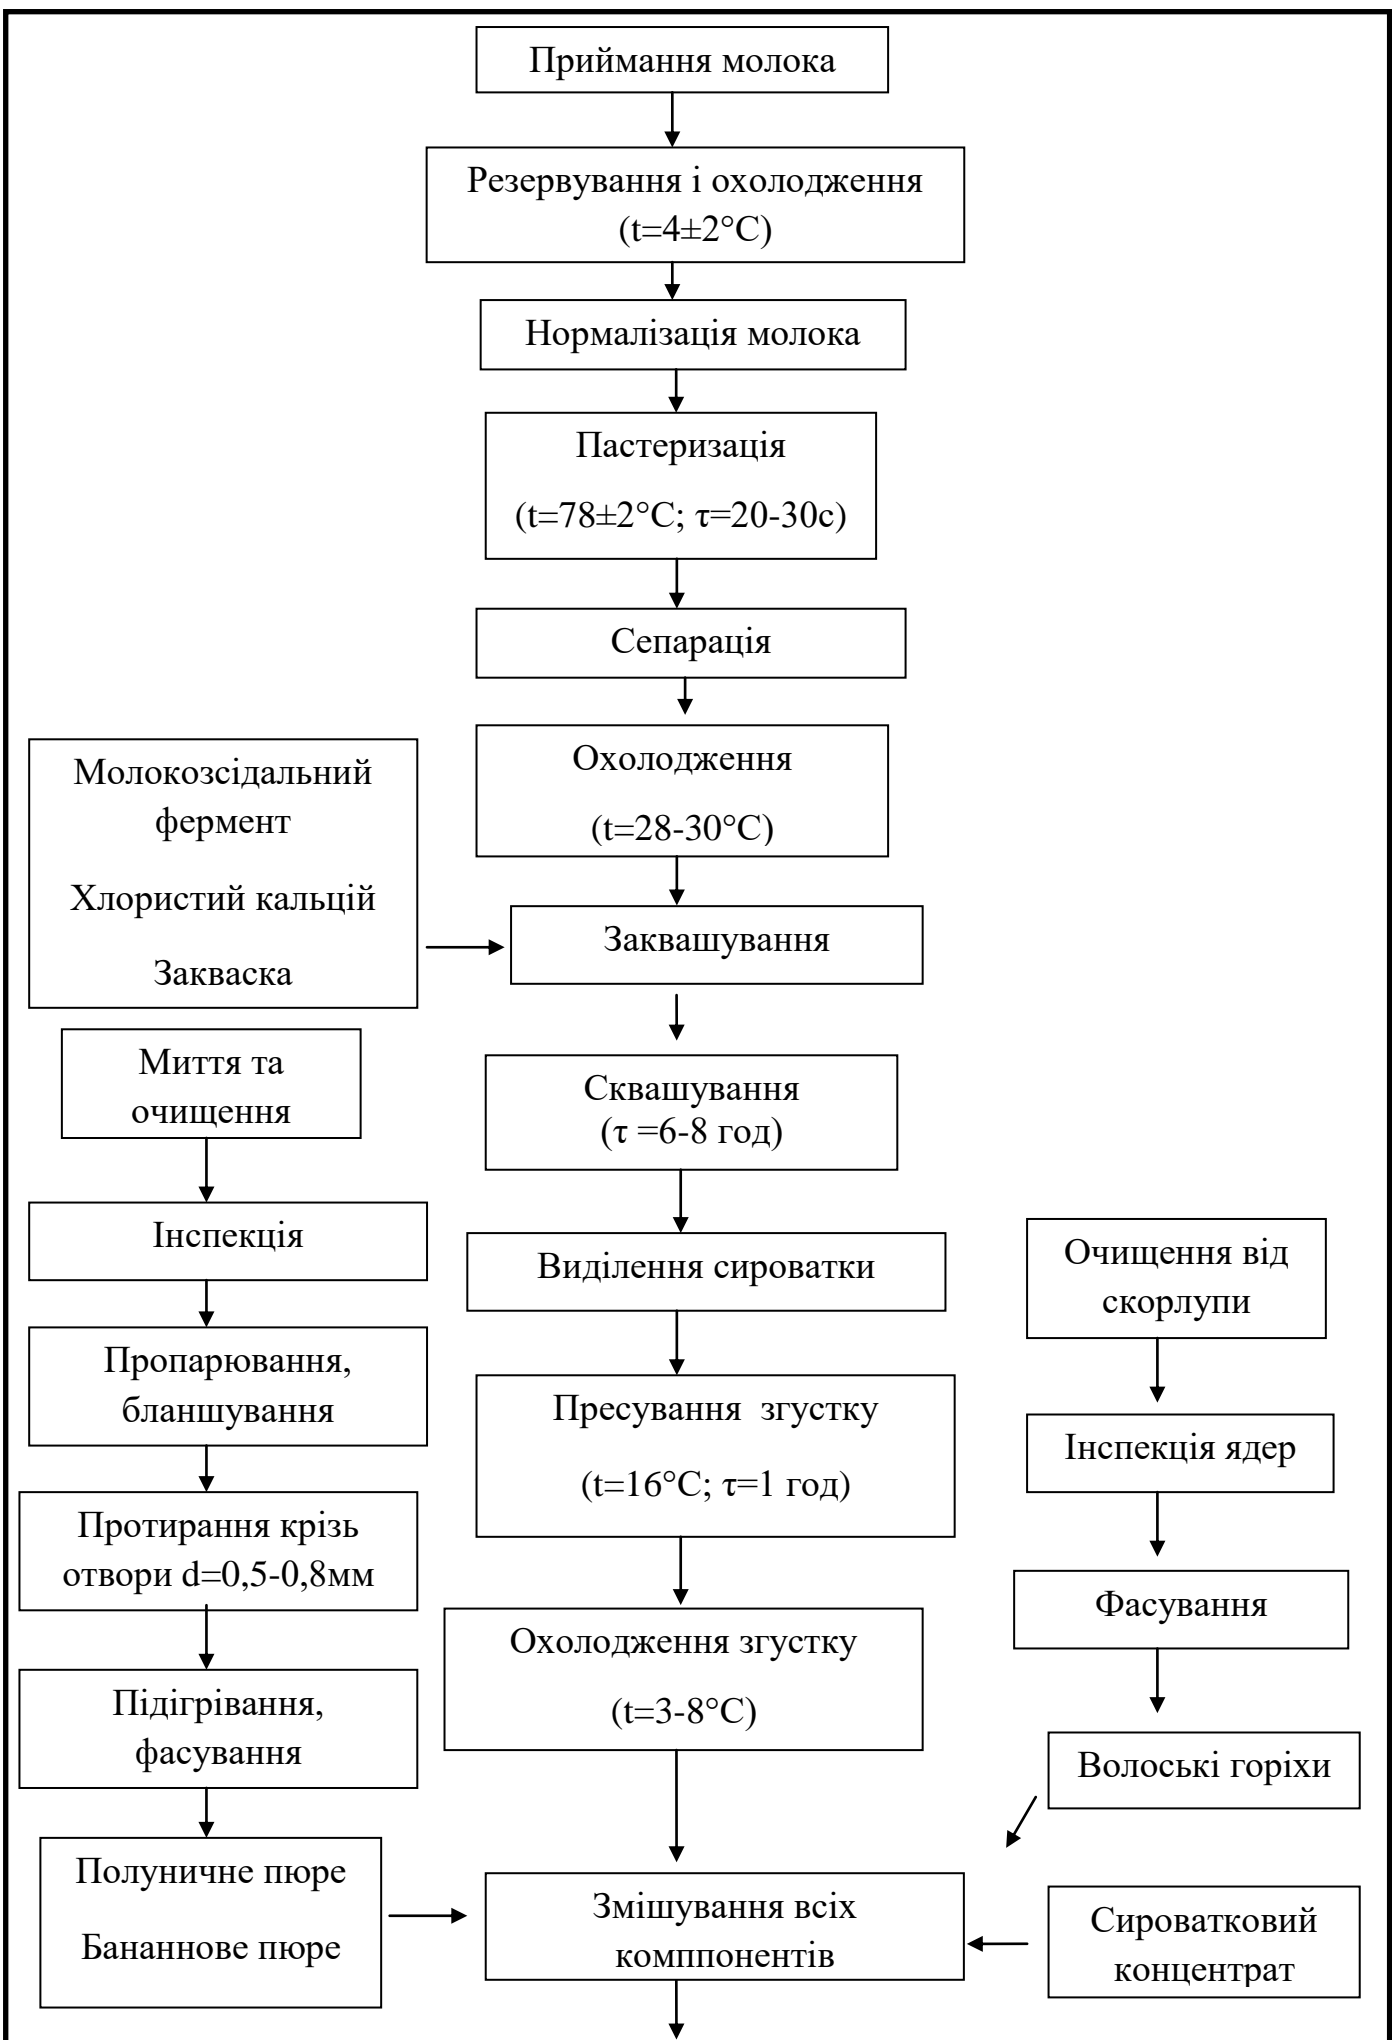 Приймання молока
Резервування і охолодження
(t=4±2°С)
Нормалізація молока
Пастеризація
(t=78±2°С; τ=20-30с)
Сепарація
Охолодження
(t=28-30°С)
Молокозсідальний
фермент
Хлористий кальцій
Закваска
Заквашування
Миття та
очищення
Сквашування
(τ =6-8 год)
Інспекція
Виділення сироватки
Очищення від
скорлупи
Пропарювання,
бланшування
Пресування згустку
(t=16°С; τ=1 год)
Інспекція ядер
Протирання крізь
отвори d=0,5-0,8мм
Фасування
Охолодження згустку
(t=3-8°С)
Підігрівання,
фасування
Волоські горіхи
Полуничне пюре
Бананнове пюре
Змішування всіх
комппонентів
Сироватковий
концентрат